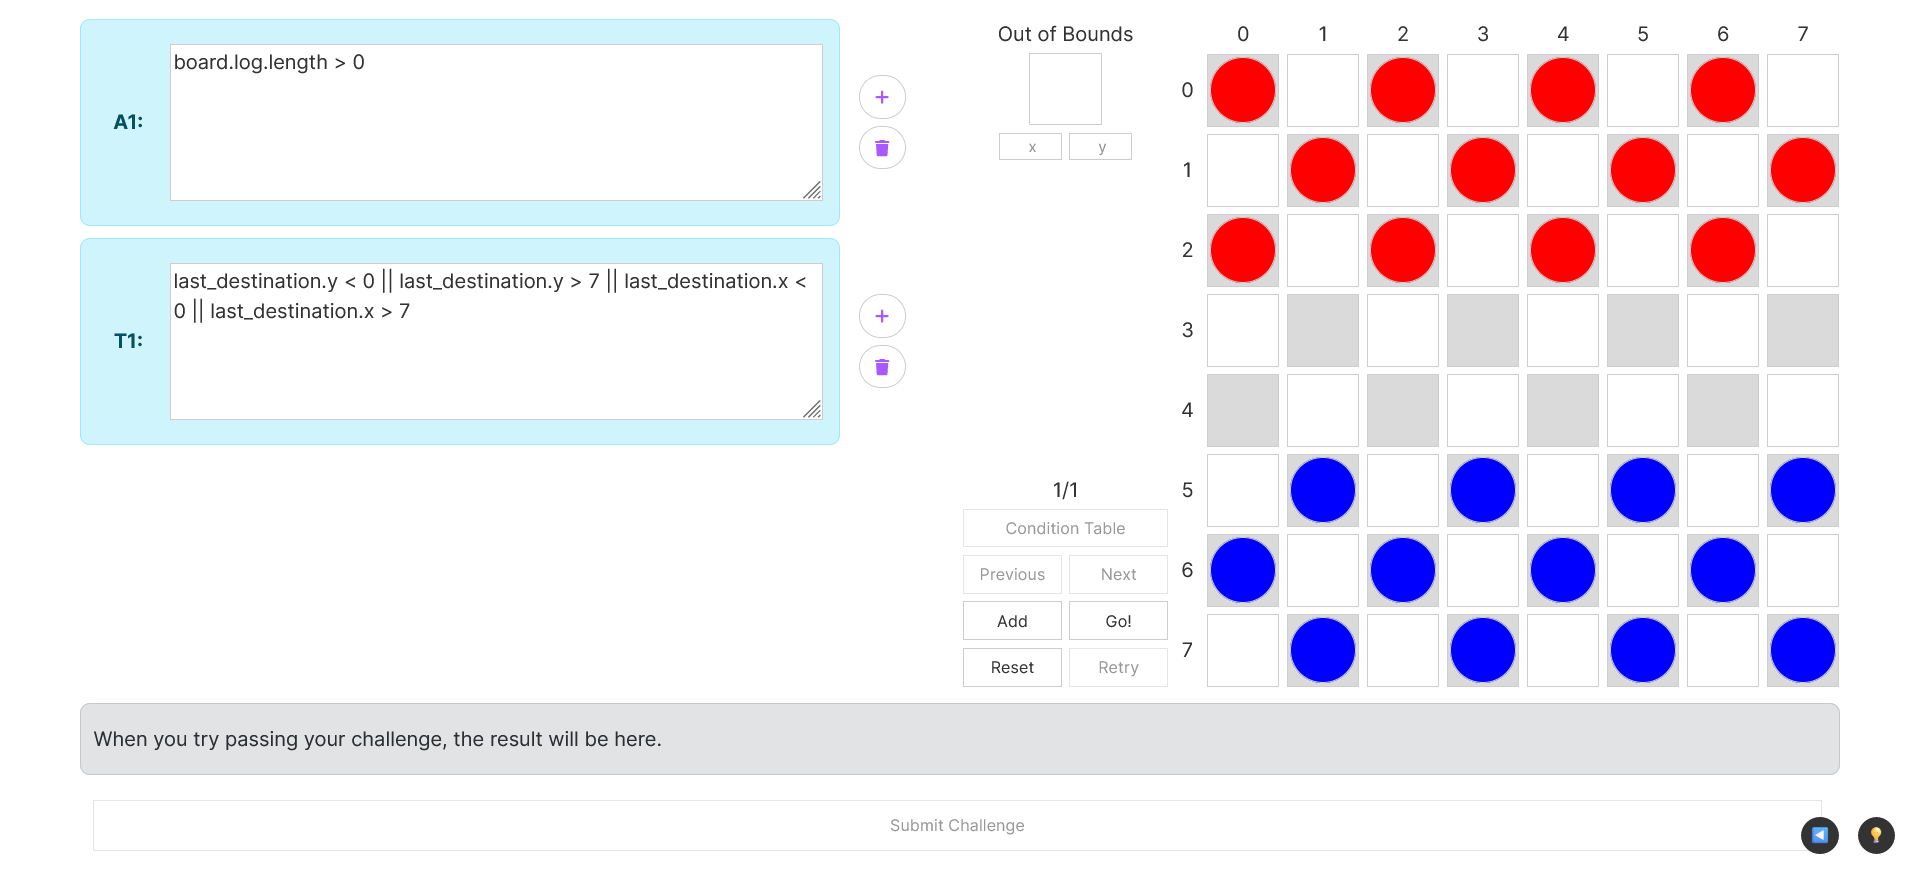 A1:
board.log.length > 0
+
T1:
last_destination.y < 0 || last_destination.y > 7 || last_destination.x <
0 || last_destination.x > 7
+
Out of Bounds
x y
1/1
Condition Table
Previous Next
Add Go!
Reset Retry
0 1 2 3 4 5 6 7
0
1
2
3
4
5
6
7
When you try passing your challenge, the result will be here.
Submit Challenge